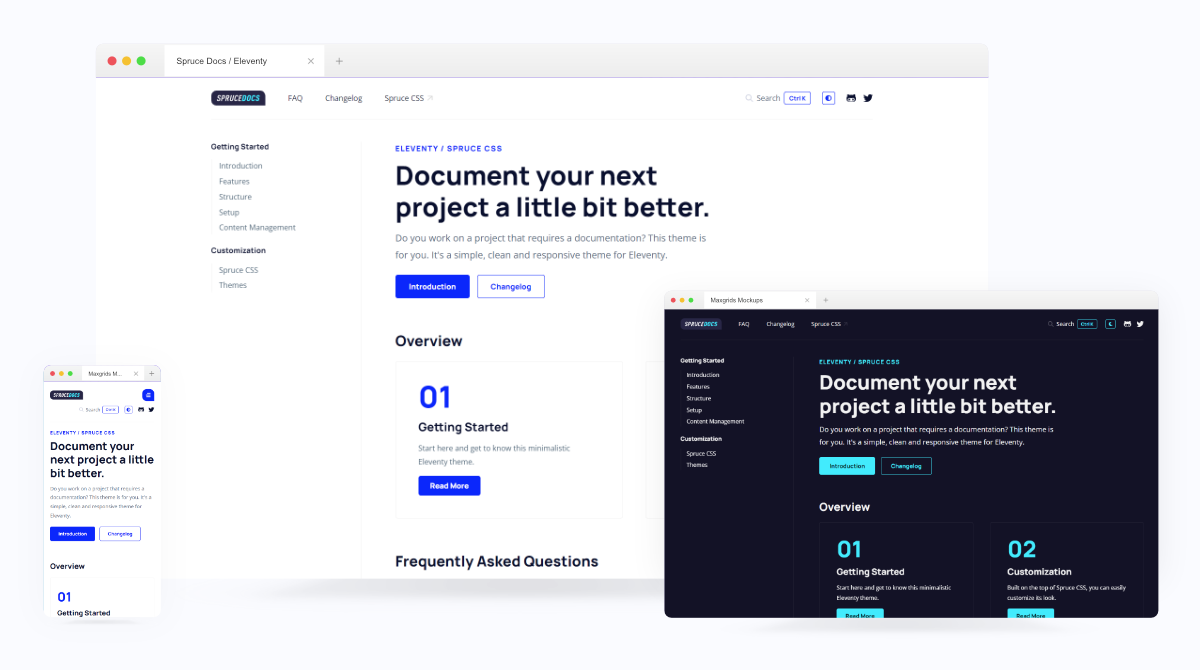 Spruce Docs / Eleventy
SPRUCEDOCS FAQ Changelog Spruce CSS Search Ctrl K
Getting Started
Introduction
Features
Structure
Setup
Content Management
Customization
Spruce CSS
Themes
ELEVENTY / SPRUCE CSS
Document your next
project a little bit better.
Do you work on a project that requires a documentation? This theme is
for you. It's a simple, clean and responsive theme for Eleventy.
Introduction Changelog
Overview
01
Getting Started
Start here and get to know this minimalistic
Eleventy theme.
Read More
Frequently Asked Questions
Maxgrids M...
SPRUCEDOCS
Search Ctrl K
ELEVENTY / SPRUCE CSS
Document your
next project a little
bit better.
Do you work on a project that requires a
documentation? This theme is for you. It's a
simple, clean and responsive theme for
Eleventy.
Introduction Changelog
Overview
01
Getting Started
Maxgrids Mockups
SPRUCEDOCS FAQ Changelog Spruce CSS Search Ctrl K
Getting Started
Introduction
Features
Structure
Setup
Content Management
Customization
Spruce CSS
Themes
ELEVENTY / SPRUCE CSS
Document your next
project a little bit better.
Do you work on a project that requires a documentation? This theme is
for you. It's a simple, clean and responsive theme for Eleventy.
Introduction Changelog
Overview
01
Getting Started
Start here and get to know this minimalistic
Eleventy theme.
Read More
02
Customization
Built on the top of Spruce CSS, you can easily
customize its look.
Read More